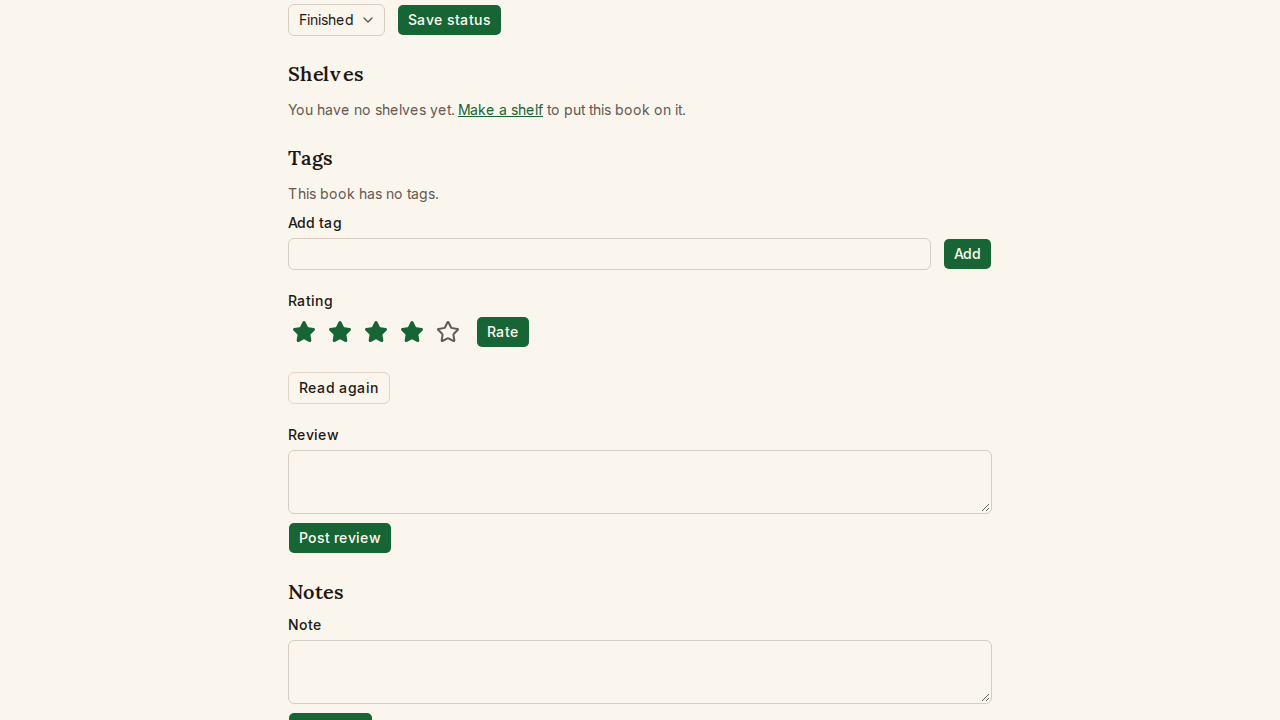 Finished
Save status
Shelves
You have no shelves yet. Make a shelf to put this book on it.
Tags
This book has no tags.
Add tag
Add
Rating
Rate
Read again
Review
Post review
Notes
Note